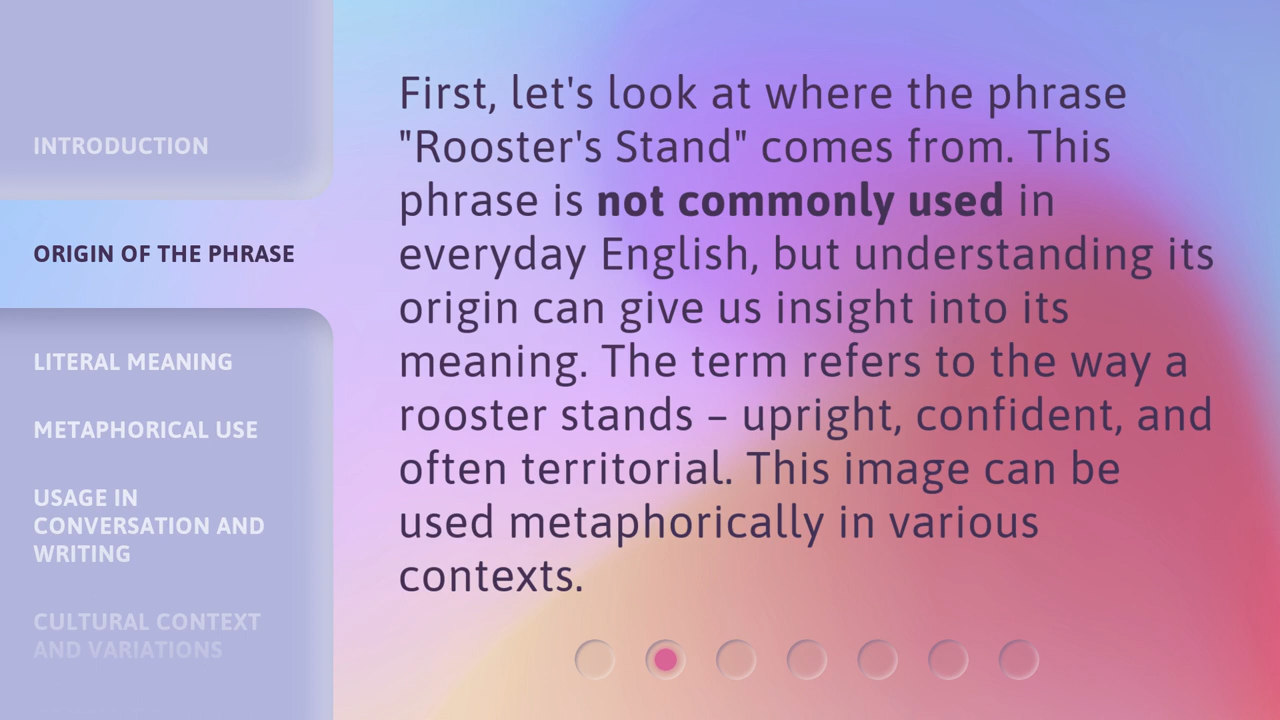 INTRODUCTION
ORIGIN OF THE PHRASE
LITERAL MEANING
METAPHORICAL USE
USAGE IN
CONVERSATION AND
WRITING
CULTURAL CONTEXT
AND VARIATIONS
First, let's look at where the phrase
"Rooster's Stand" comes from. This
phrase is not commonly used in
everyday English, but understanding its
origin can give us insight into its
meaning. The term refers to the way a
rooster stands – upright, confident, and
often territorial. This image can be
used metaphorically in various
contexts.